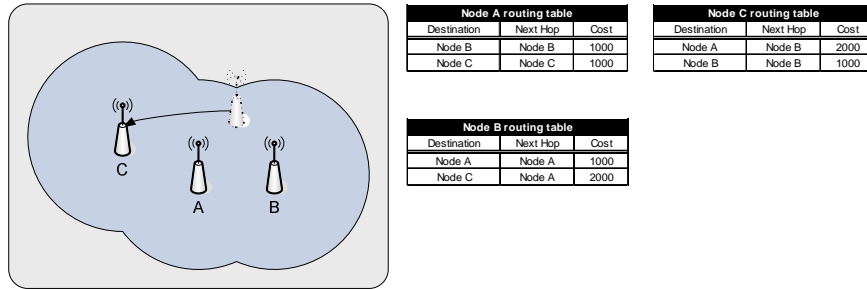 C
A
B
Node A routing table
Destination Next Hop Cost
Node B Node B 1000
Node C Node C 1000
Node C routing table
Destination Next Hop Cost
Node A Node B 2000
Node B Node B 1000
Node B routing table
Destination Next Hop Cost
Node A Node A 1000
Node C Node A 2000